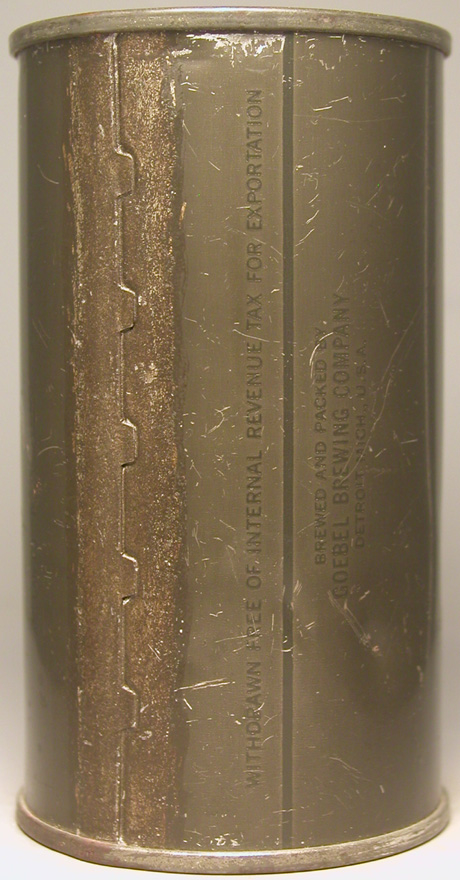 WITHDRAWN FREE OF INTERNAL REVENUE TAX FOR EXPORTATION
BREWED AND PACKED BY
GOEBEL BREWING COMPANY
DETROIT, MICH., U.S.A.